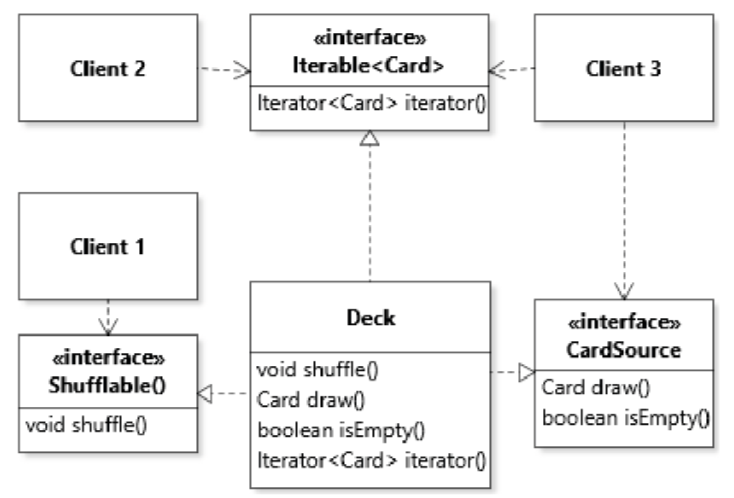 Client 2
«interface»
Iterable<Card>
Iterator<Card> iterator()
Client 3
Client 1
«interface»
Shufflable()
void shuffle()
Deck
void shuffle()
Card draw()
boolean isEmpty()
Iterator<Card> iterator()
«interface»
CardSource
Card draw()
boolean isEmpty()